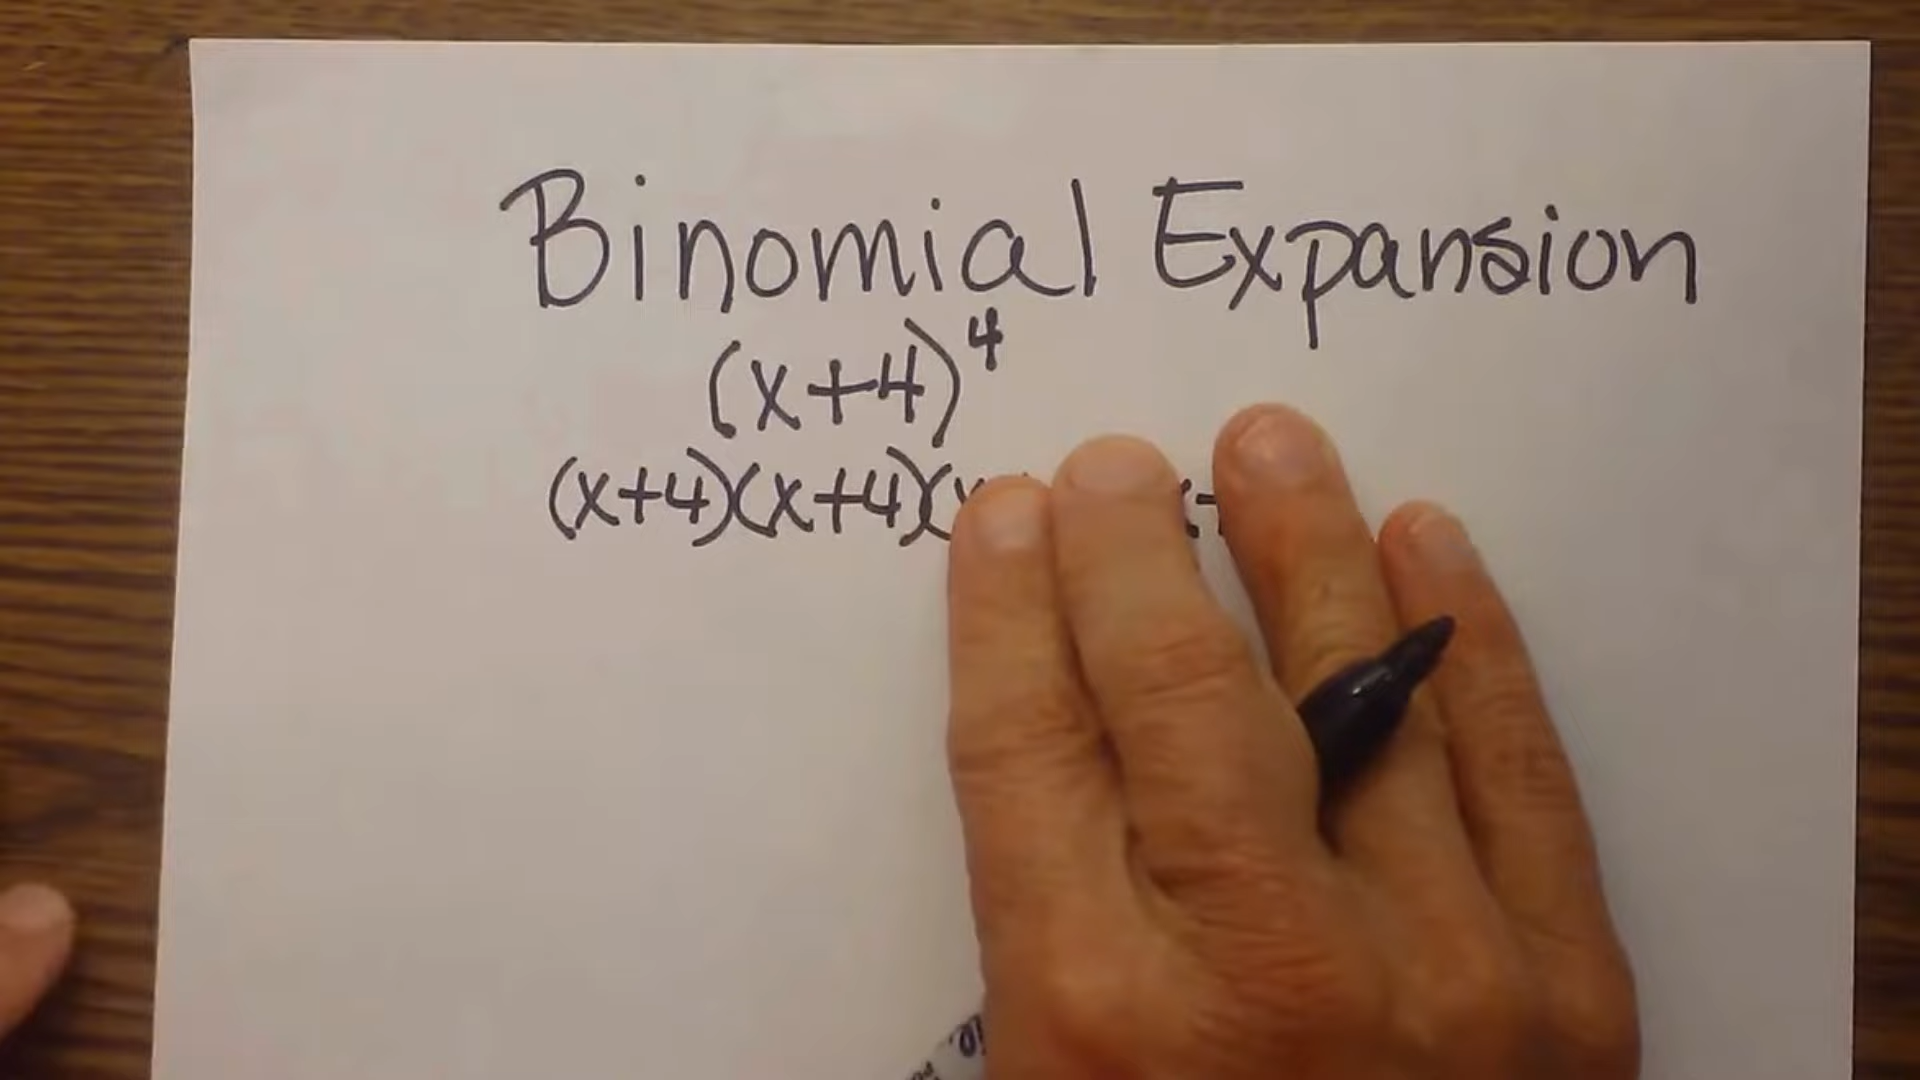 Binomial Expansion
(x+4)⁴
(x+4)(x+4)(x x+